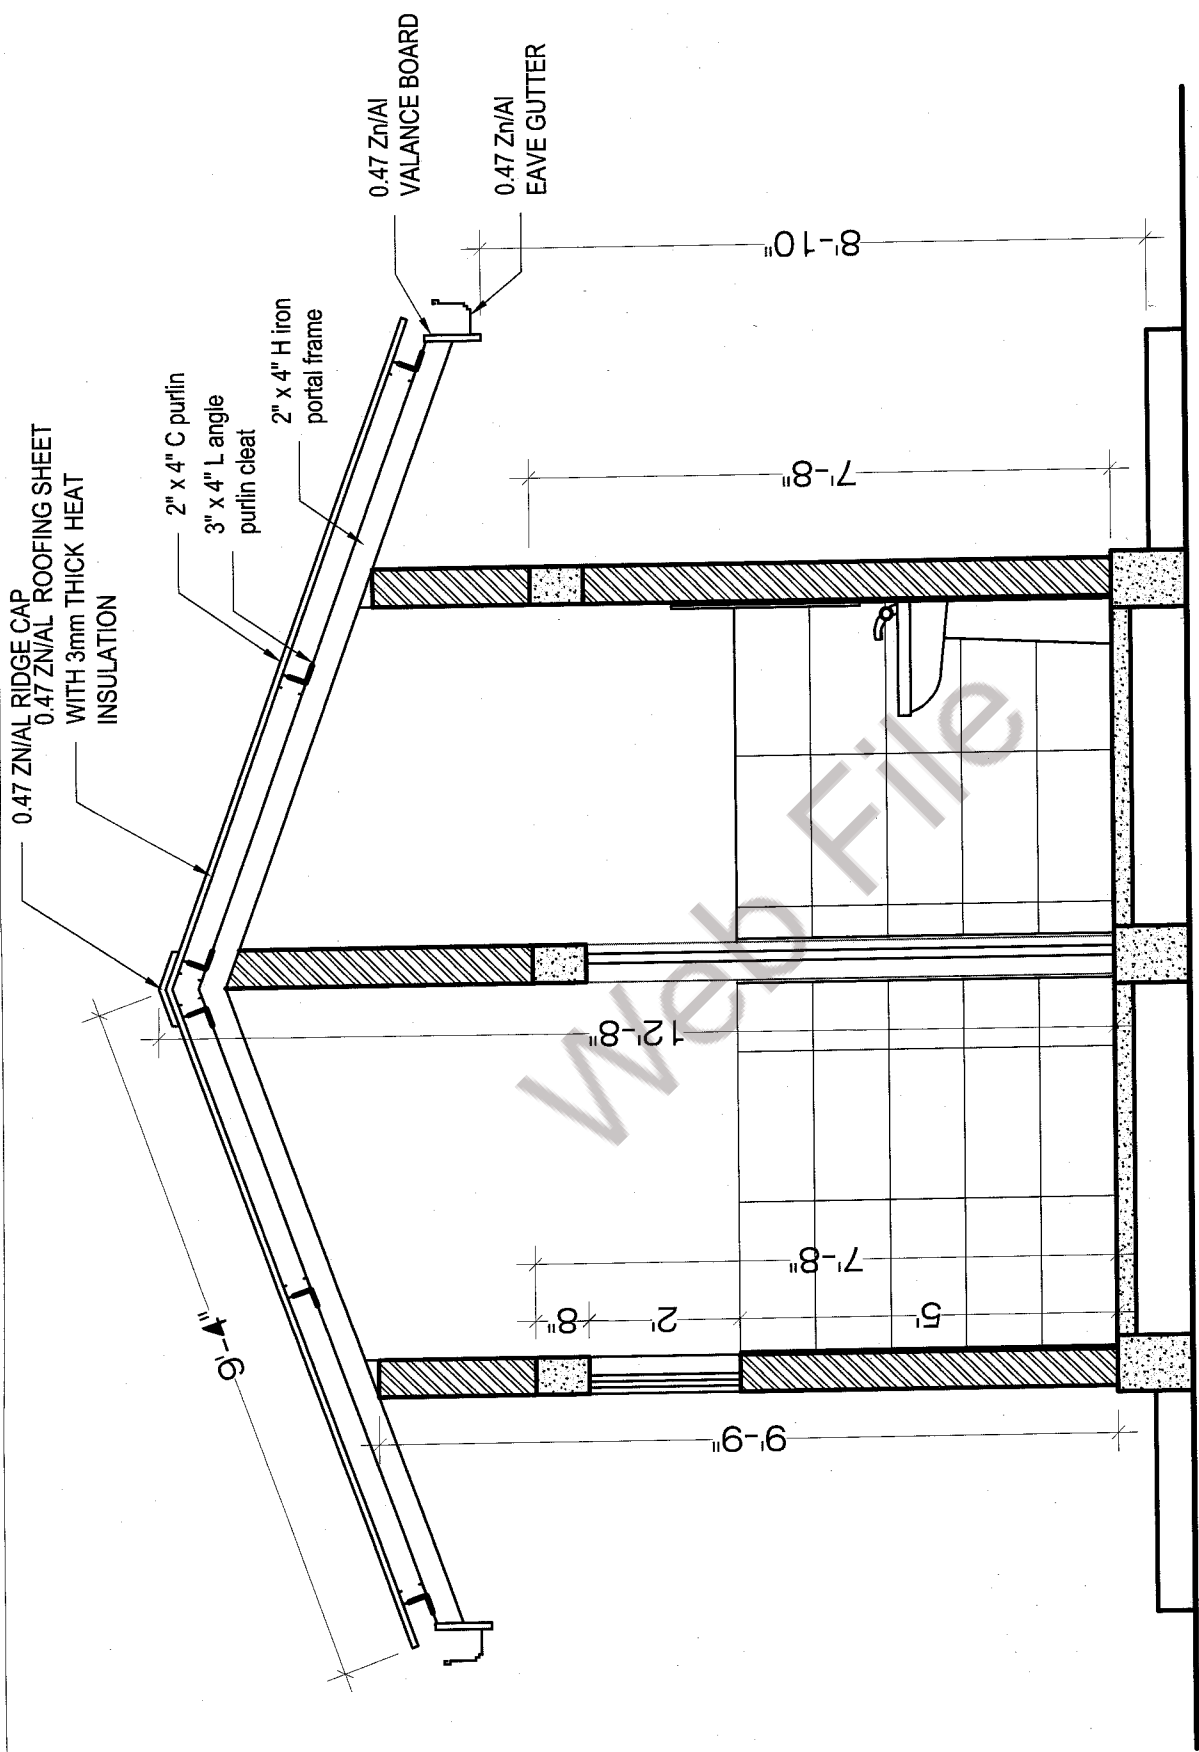 0.47 ZN/AL RIDGE CAP
0.47 ZN/AL ROOFING SHEET
WITH 3mm THICK HEAT
INSULATION
2" x 4" C purlin
3" x 4" L angle
purlin cleat
2" x 4" H iron
portal frame
0.47 Zn/Al
VALANCE BOARD
0.47 Zn/Al
EAVE GUTTER
9'-4"
12'-8"
7'-8"
8'-10"
9'-9"
8"
2'
5'
7'-8"
Web File